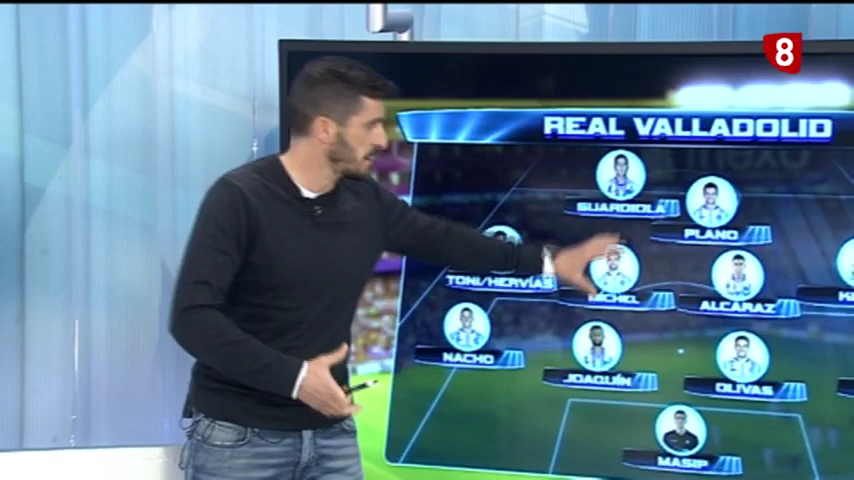 8
REAL VALLADOLID
GUARDIOLA
PLANO
TONI/HERVÍAS
MICHEL
ALCARAZ
NACHO
JOAQUÍN
OLIVAS
MASIP